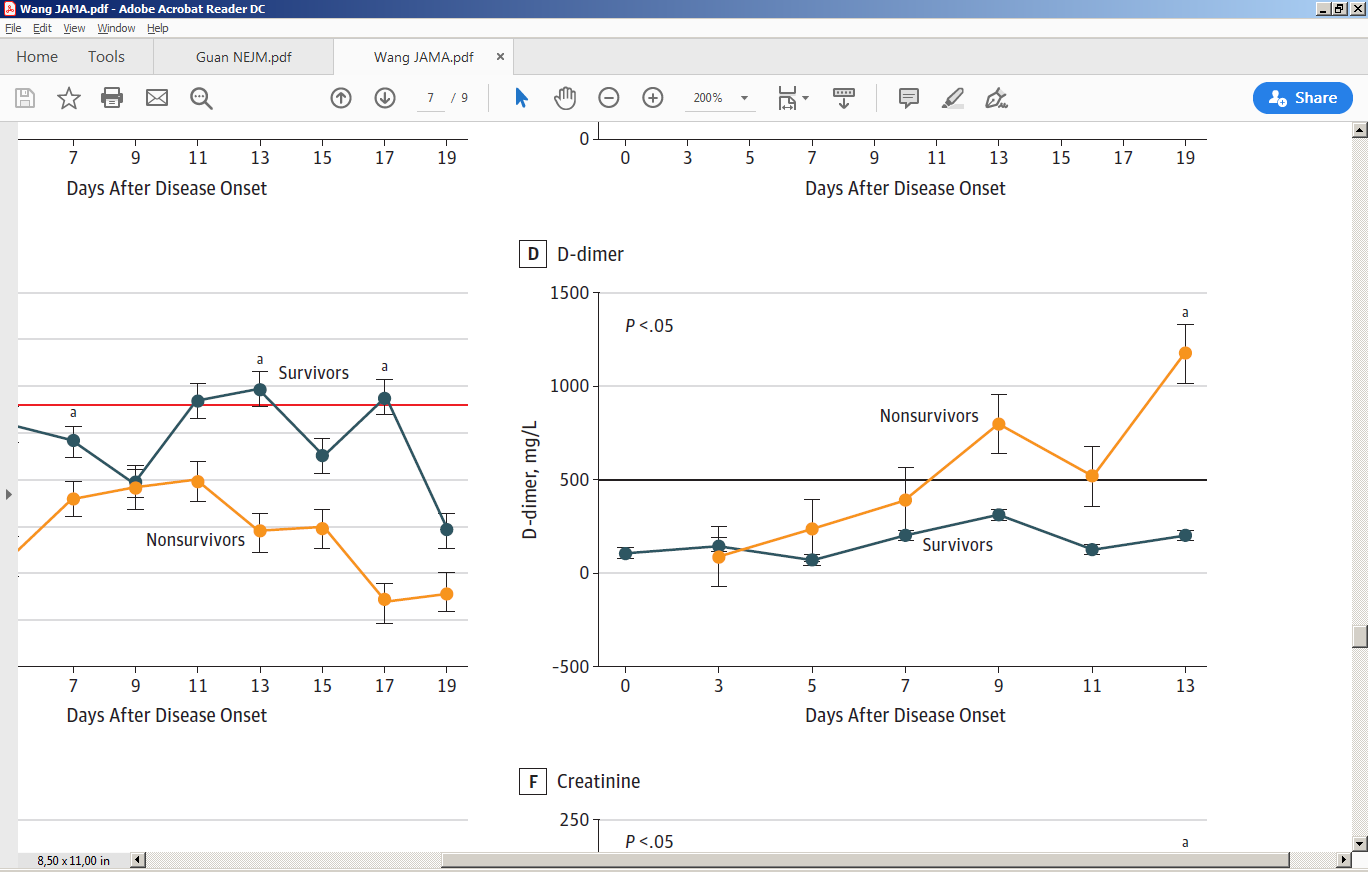 Wang JAMA.pdf - Adobe Acrobat Reader DC
File Edit View Window Help
Home Tools Guan NEJM.pdf Wang JAMA.pdf ×
7 / 9 200% Share
7 9 11 13 15 17 19
Days After Disease Onset
0
0 3 5 7 9 11 13 15 17 19
Days After Disease Onset
a
a
a
Survivors
Nonsurvivors
7 9 11 13 15 17 19
Days After Disease Onset
D D-dimer
1500
1000
500
0
-500
D-dimer, mg/L
P <.05
a
Nonsurvivors
Survivors
0 3 5 7 9 11 13
Days After Disease Onset
F Creatinine
250
P <.05
a
8,50 x 11,00 in